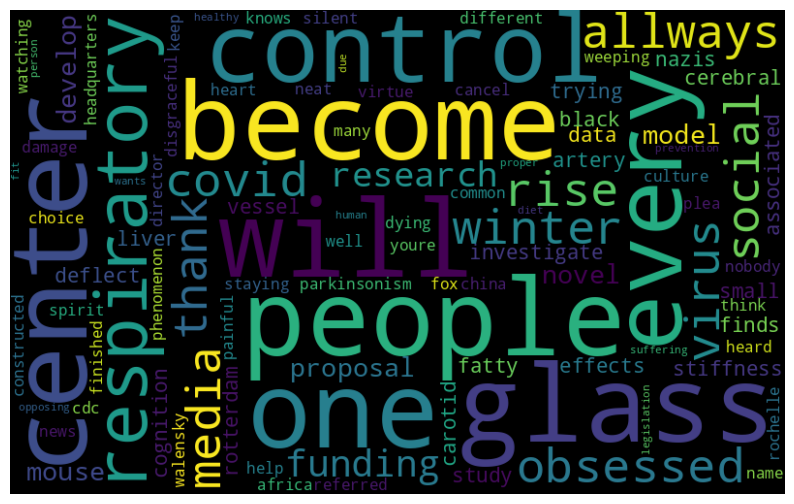 healthy knows silent different
control allways
watching person develop headquarters respiratory disgraceful keep
due weeping nazis
heart neat virtue cancel trying cerebral
become many black data model
every social associated
damage center
covid research artery proper prevention
rise culture
fit wants director common
choice vessel will human dying winter plea
liver thank well youre investigate virus nobody
deflect phenomenon staying parkinsonism fox china novel small
spirit people think
constructed finished painful diet finds
suffering heard
opposing cdc media proposal fatty effects stiffness
news cognition walensky rotterdam one carotid glass legislation rochelle
mouse help funding study obsessed name
africa referred